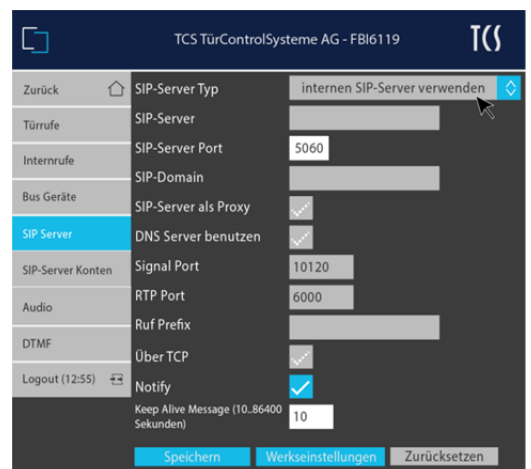 TCS TürControlSysteme AG - FBI6119
TCS
Zurück
Türrufe
Internrufe
Bus Geräte
SIP Server
SIP-Server Konten
Audio
DTMF
Logout (12:55)
SIP-Server Typ internen SIP-Server verwenden
SIP-Server
SIP-Server Port 5060
SIP-Domain
SIP-Server als Proxy
DNS Server benutzen
Signal Port 10120
RTP Port 6000
Ruf Prefix
Über TCP
Notify
Keep Alive Message (10..86400
Sekunden) 10
Speichern Werkseinstellungen Zurücksetzen